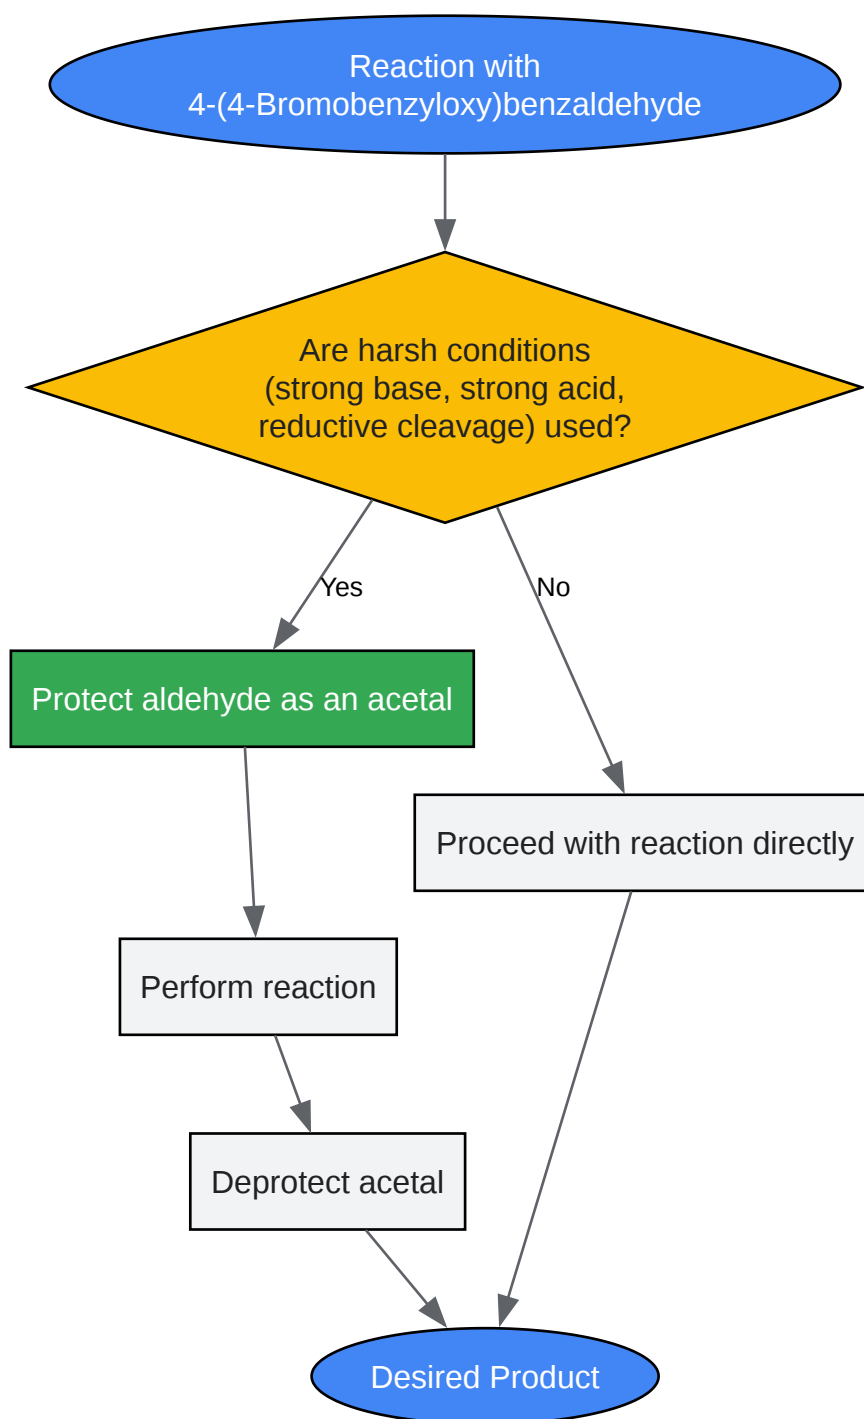 Reaction with
4-(4-Bromobenzyloxy)benzaldehyde
Are harsh conditions
(strong base, strong acid,
reductive cleavage) used?
Yes
No
Protect aldehyde as an acetal
Proceed with reaction directly
Perform reaction
Deprotect acetal
Desired Product